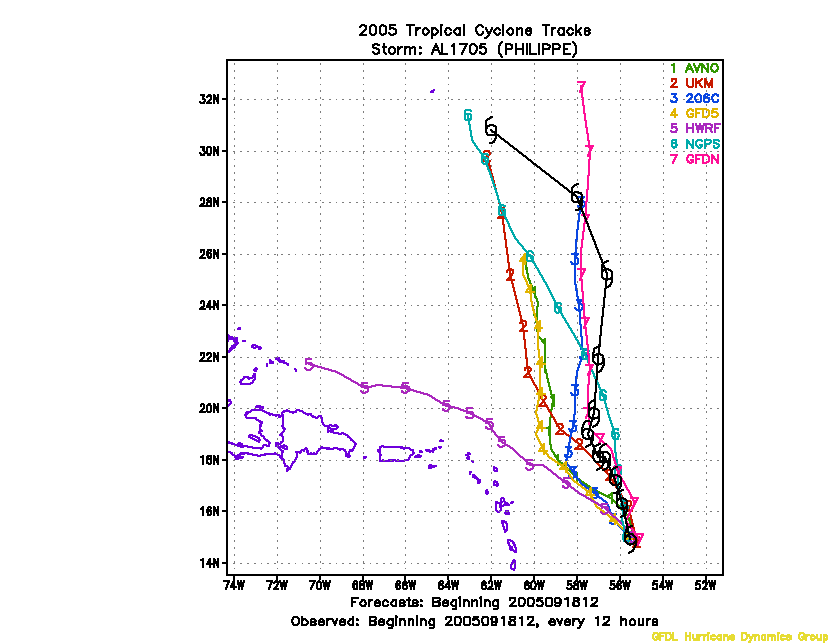 2005 Tropical Cyclone Tracks
Storm: AL1705 (PHILIPPE)
1 AVNO
2 UKM
3 206C
4 GFD5
5 HWRF
6 NGPS
7 GFDN
32N
30N
28N
26N
24N
22N
20N
18N
16N
14N
74W 72W 70W 68W 66W 64W 62W 60W 58W 56W 54W 52W
Forecasts: Beginning 2005091812
Observed: Beginning 2005091812, every 12 hours
GFDL Hurricane Dynamics Group